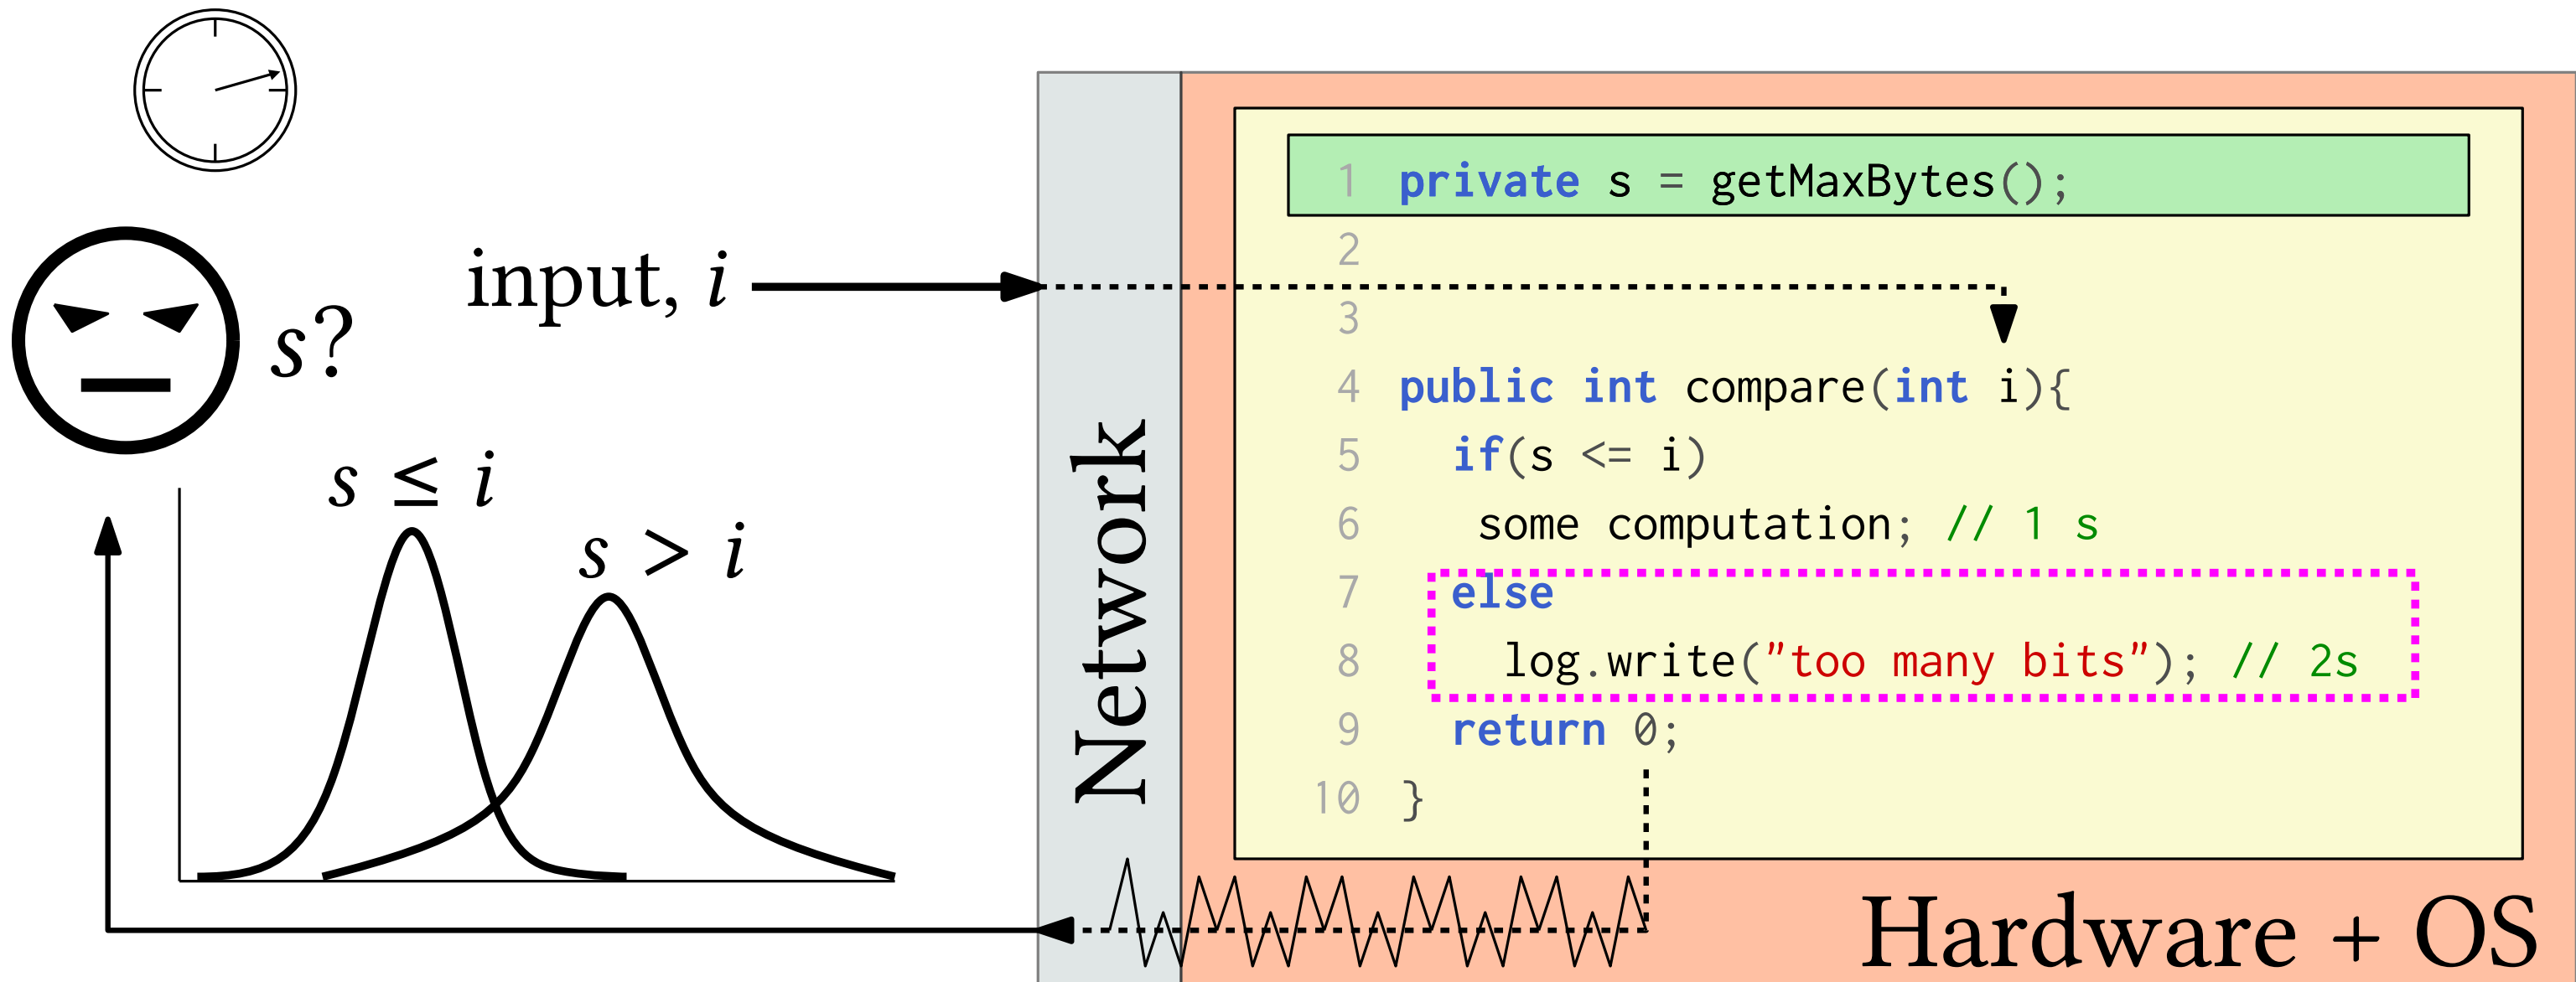 input, i
s?
s ≤ i
s > i
Network
1 private s = getMaxBytes();
2
3
4 public int compare(int i){
5 if(s <= i)
6 some computation; // 1 s
7 else
8 log.write("too many bits"); // 2s
9 return 0;
10 }
Hardware + OS